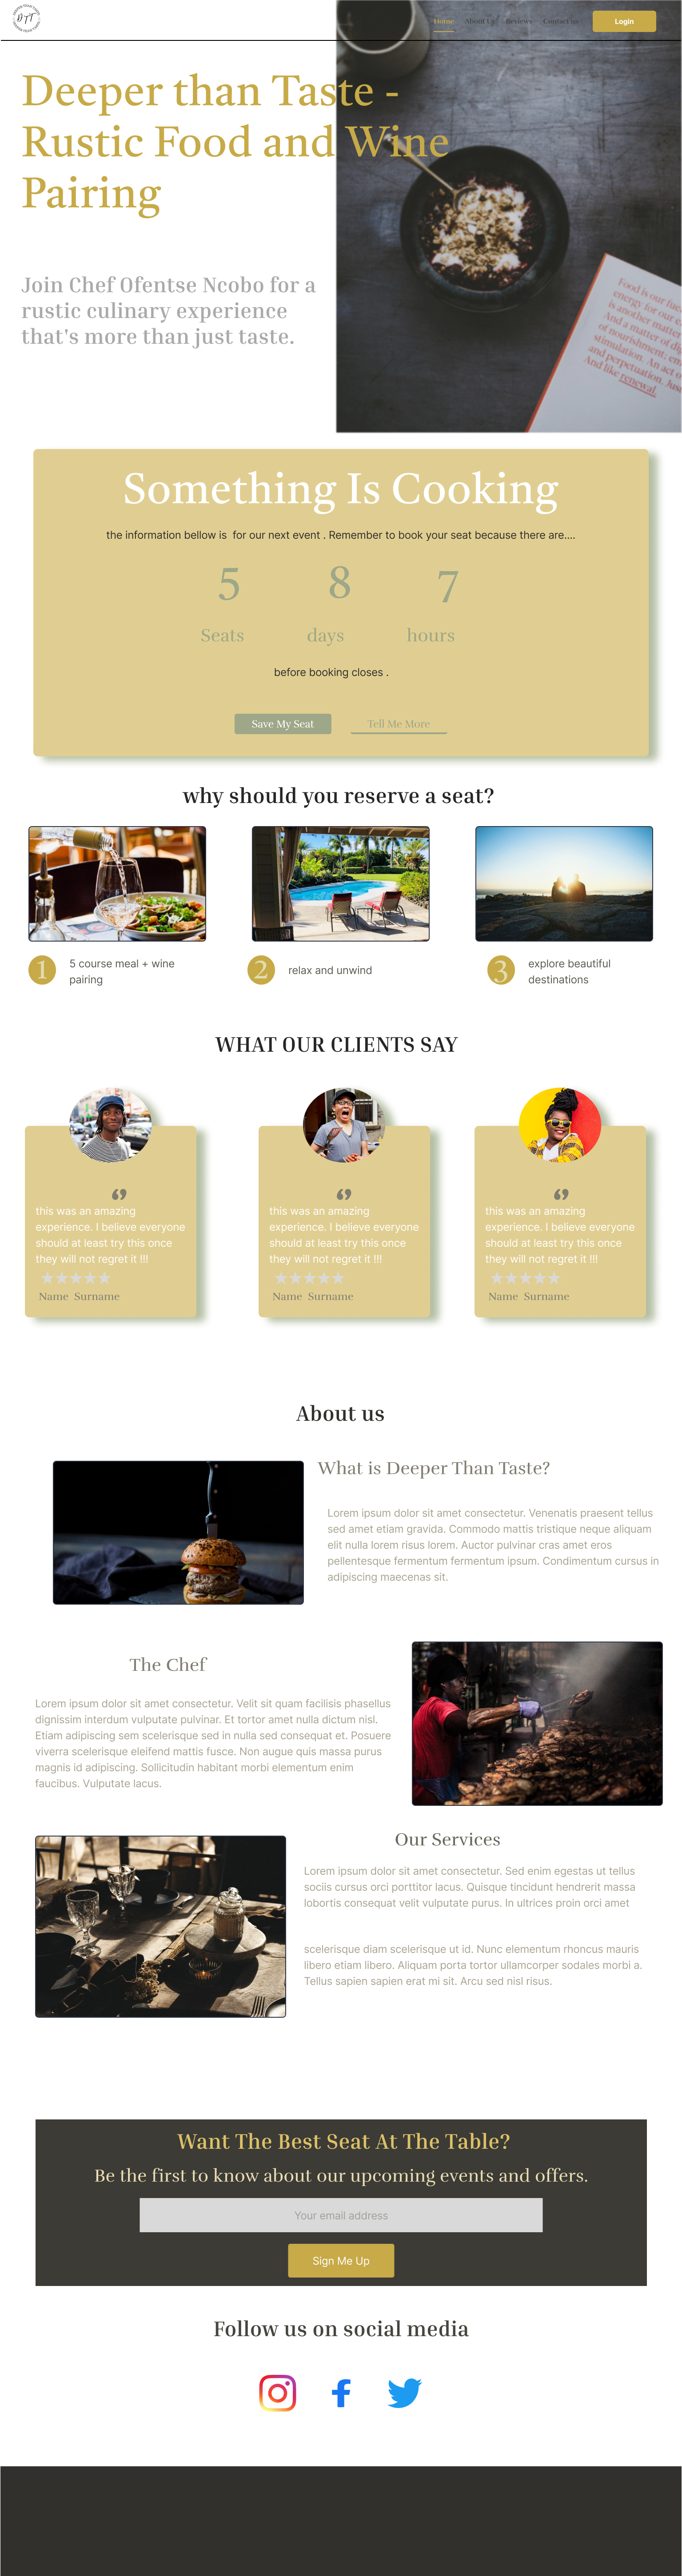 DTT
Home About Us Reviews Contact us Login
Deeper than Taste -
Rustic Food and Wine
Pairing
Join Chef Ofentse Ncobo for a
rustic culinary experience
that's more than just taste.
Food is our fue
energy for our
is another matter
And a matter of
of nourishment;
stimulation. An act
and perpetuation.
And like renewal.
Something Is Cooking
the information bellow is for our next event . Remember to book your seat because there are....
5 8 7
Seats days hours
before booking closes .
Save My Seat Tell Me More
why should you reserve a seat?
1 5 course meal + wine
pairing
2 relax and unwind
3 explore beautiful
destinations
WHAT OUR CLIENTS SAY
“
this was an amazing
experience. I believe everyone
should at least try this once
they will not regret it !!!
Name Surname
“
this was an amazing
experience. I believe everyone
should at least try this once
they will not regret it !!!
Name Surname
“
this was an amazing
experience. I believe everyone
should at least try this once
they will not regret it !!!
Name Surname
About us
What is Deeper Than Taste?
Lorem ipsum dolor sit amet consectetur. Venenatis praesent tellus
sed amet etiam gravida. Commodo mattis tristique neque aliquam
elit nulla lorem risus lorem. Auctor pulvinar cras amet eros
pellentesque fermentum fermentum ipsum. Condimentum cursus in
adipiscing maecenas sit.
The Chef
Lorem ipsum dolor sit amet consectetur. Velit sit quam facilisis phasellus
dignissim interdum vulputate pulvinar. Et tortor amet nulla dictum nisl.
Etiam adipiscing sem scelerisque sed in nulla sed consequat et. Posuere
viverra scelerisque eleifend mattis fusce. Non augue quis massa purus
magnis id adipiscing. Sollicitudin habitant morbi elementum enim
faucibus. Vulputate lacus.
Our Services
Lorem ipsum dolor sit amet consectetur. Sed enim egestas ut tellus
sociis cursus orci porttitor lacus. Quisque tincidunt hendrerit massa
lobortis consequat velit vulputate purus. In ultrices proin orci amet
scelerisque diam scelerisque ut id. Nunc elementum rhoncus mauris
libero etiam libero. Aliquam porta tortor ullamcorper sodales morbi a.
Tellus sapien sapien erat mi sit. Arcu sed nisl risus.
Want The Best Seat At The Table?
Be the first to know about our upcoming events and offers.
Your email address
Sign Me Up
Follow us on social media